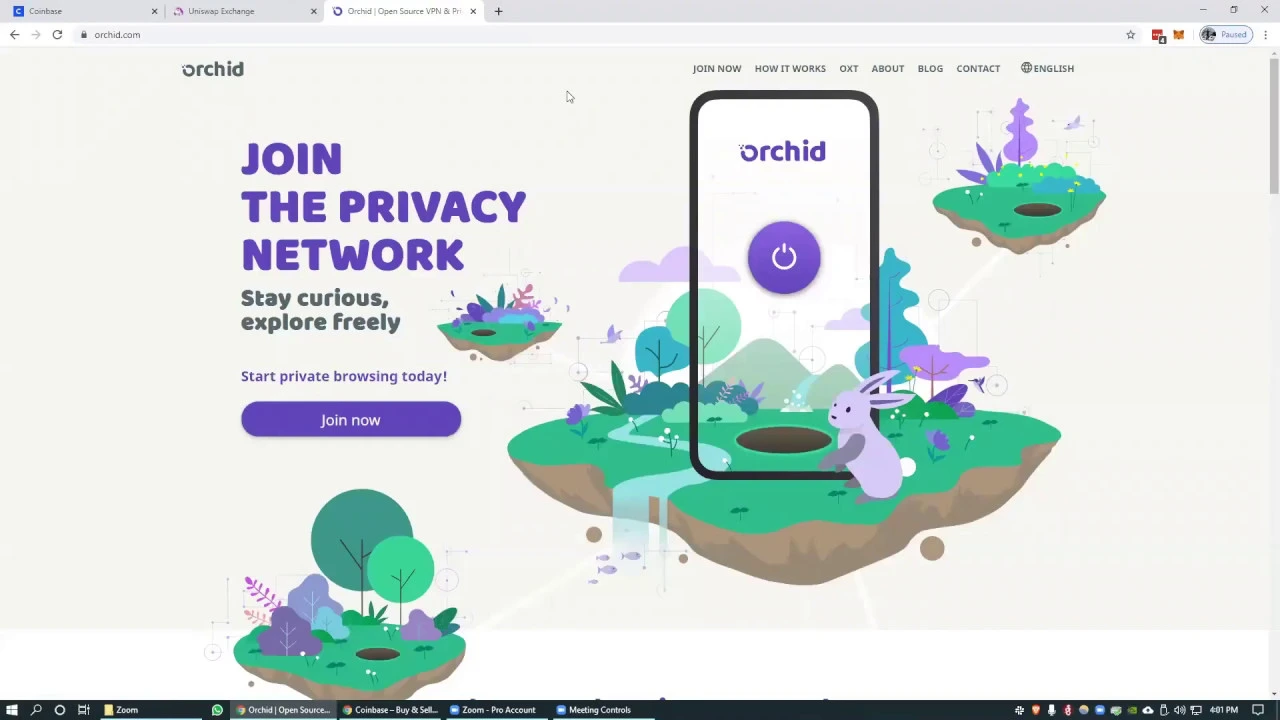 Coinbase
Uniswap Exchange
Orchid | Open Source VPN & Pri
orchid.com
4
Paused
orchid
JOIN NOW
HOW IT WORKS
OXT
ABOUT
BLOG
CONTACT
ENGLISH
orchid
JOIN
THE PRIVACY
NETWORK
Stay curious,
explore freely
Start private browsing today!
Join now
Zoom
Orchid | Open Source...
Coinbase – Buy & Sell...
Zoom - Pro Account
Meeting Controls
4:01 PM